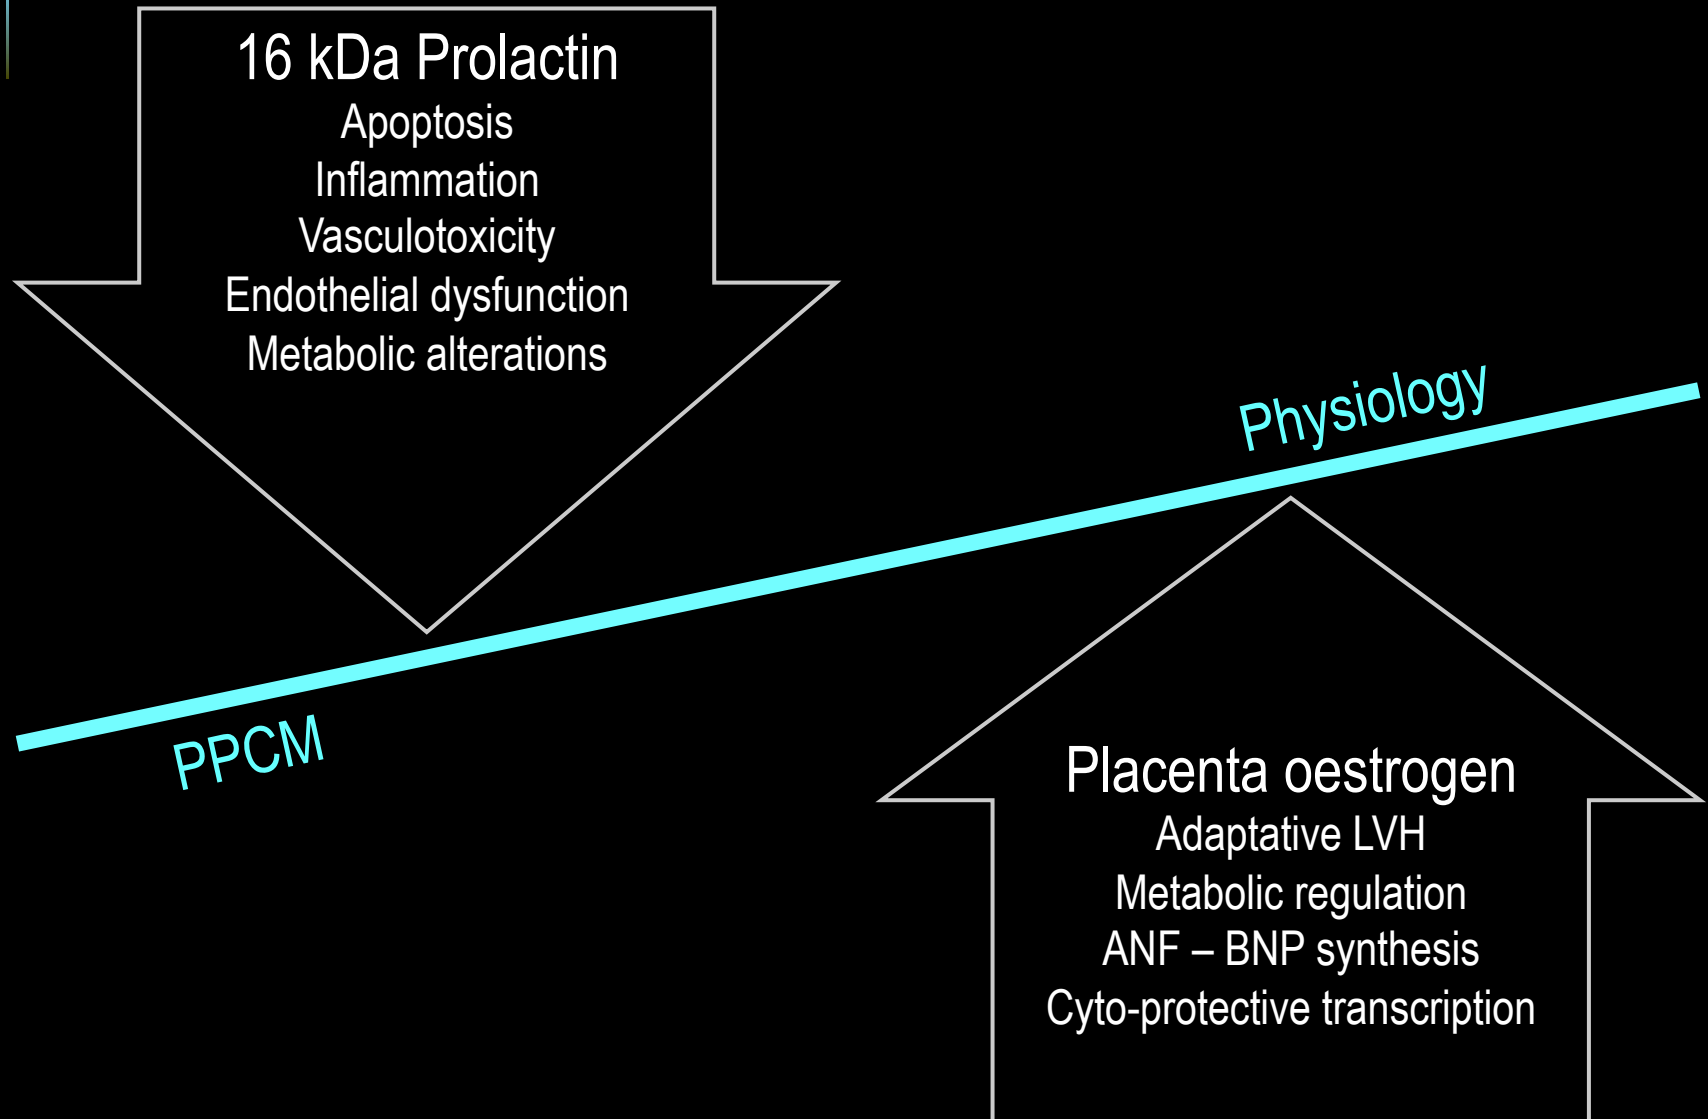 16 kDa Prolactin
Apoptosis
Inflammation
Vasculotoxicity
Endothelial dysfunction
Metabolic alterations
Physiology
PPCM
Placenta oestrogen
Adaptative LVH
Metabolic regulation
ANF – BNP synthesis
Cyto-protective transcription